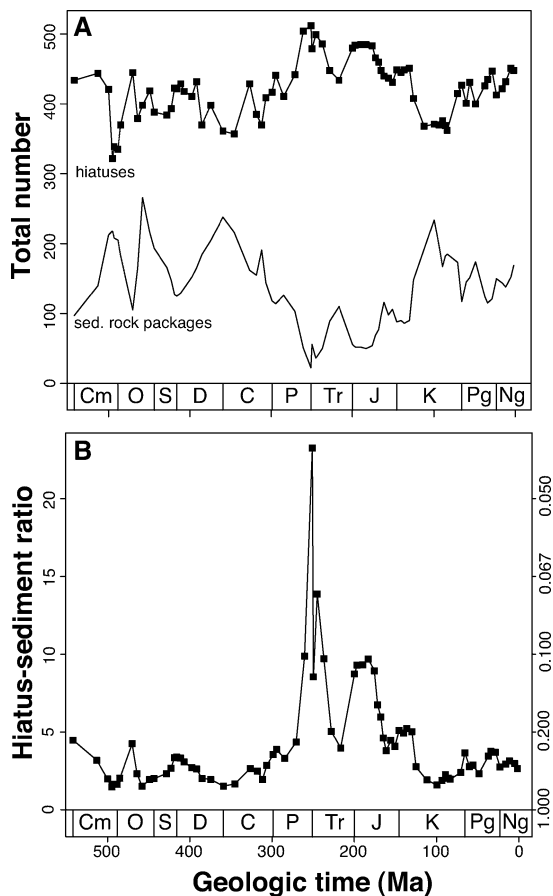 A
500
400
300
200
100
0
Total number
hiatuses
sed. rock packages
Cm O S D C P Tr J K Pg Ng
B
20
15
10
5
0
Hiatus-sediment ratio
0.050
0.067
0.100
0.200
1.000
Cm O S D C P Tr J K Pg Ng
500 400 300 200 100 0
Geologic time (Ma)